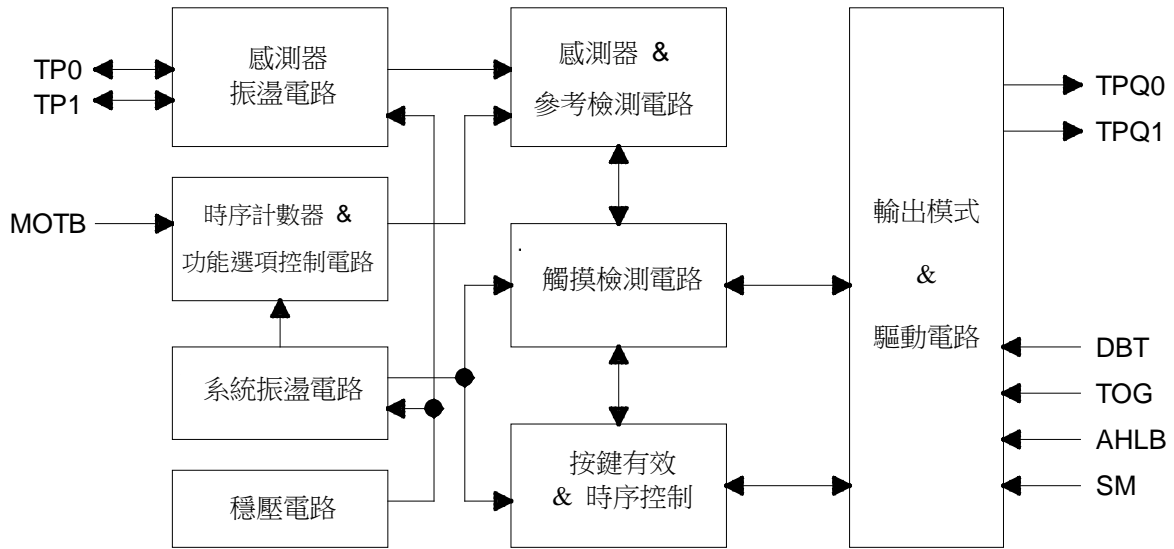 TP0
TP1
感測器
振盪電路
感測器 &
參考檢測電路
TPQ0
TPQ1
MOTB
時序計數器 &
功能選項控制電路
觸摸檢測電路
輸出模式
&
驅動電路
系統振盪電路
穩壓電路
按鍵有效
& 時序控制
DBT
TOG
AHLB
SM